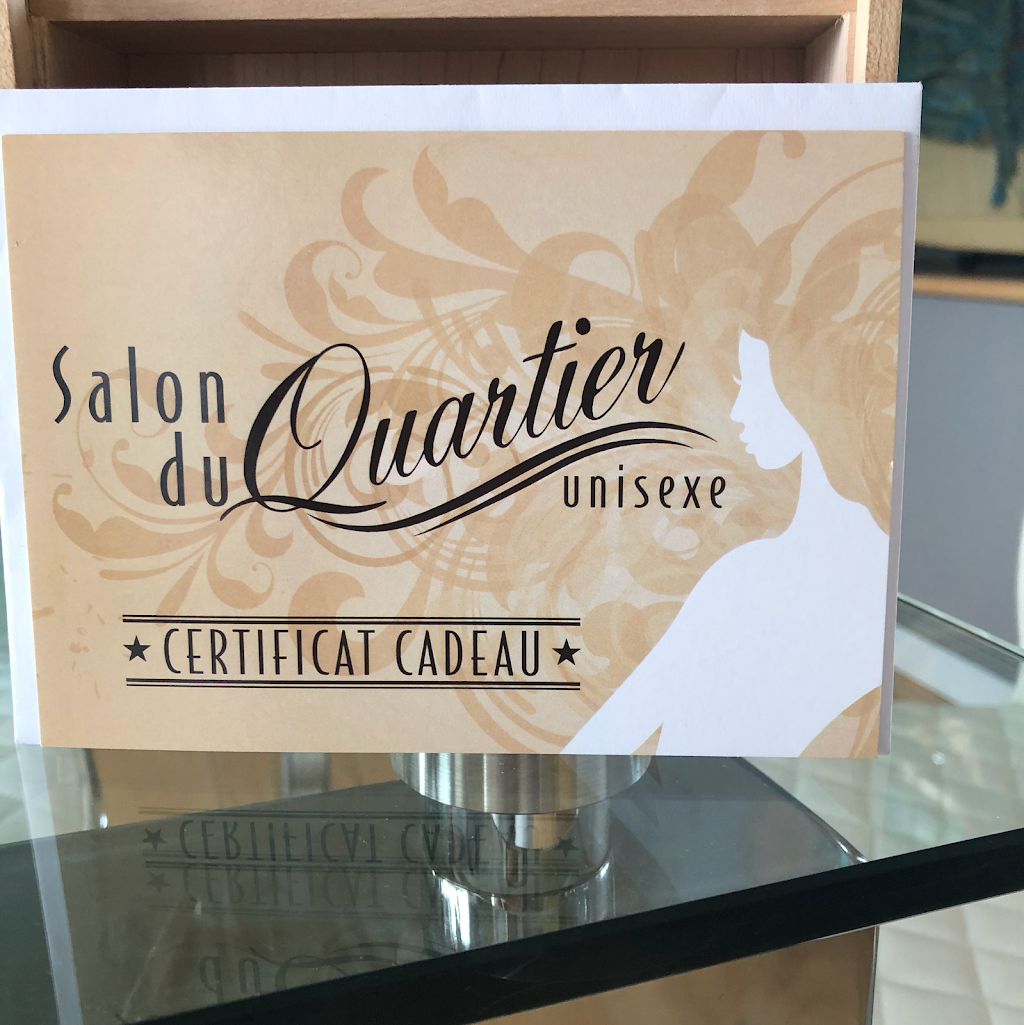 Salon
du Quartier
unisexe
★ CERTIFICAT CADEAU ★